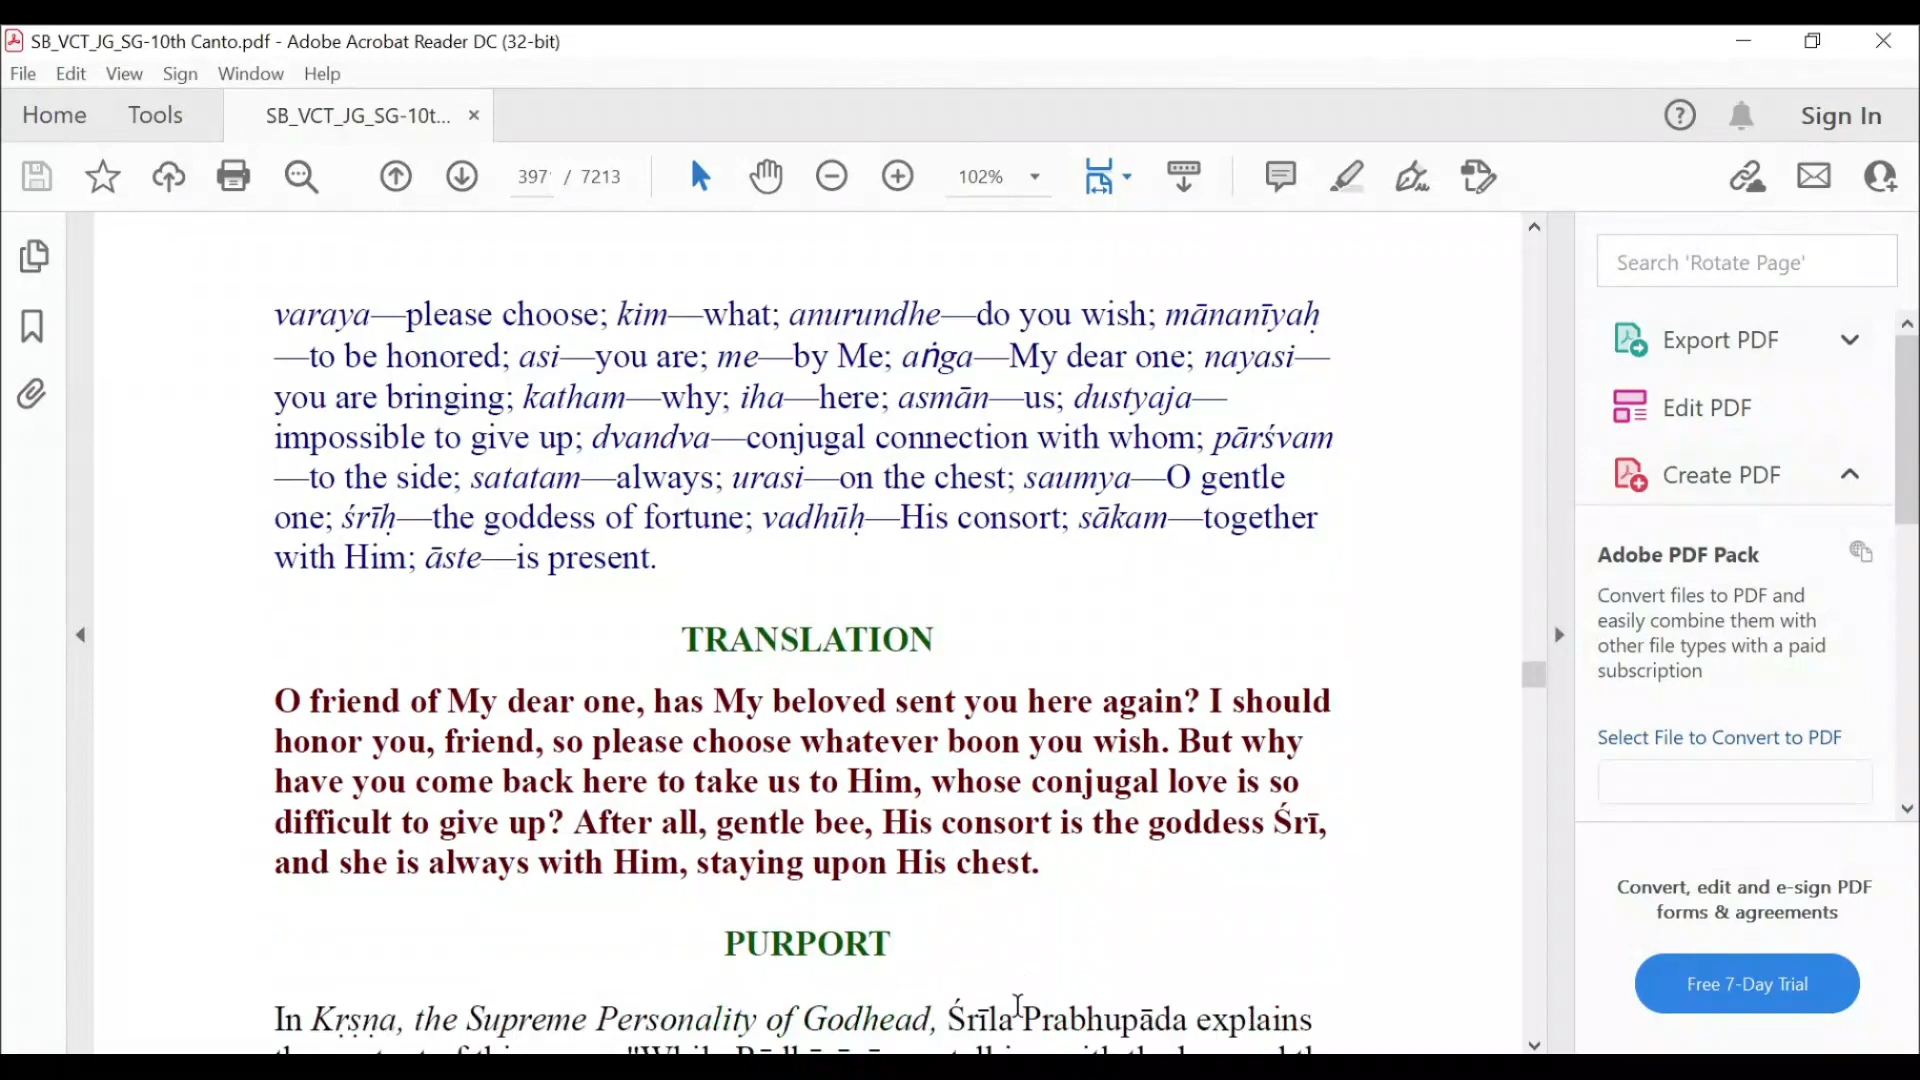 SB_VCT_JG_SG-10th Canto.pdf - Adobe Acrobat Reader DC (32-bit)
File Edit View Sign Window Help
Home Tools SB_VCT_JG_SG-10t... × Sign In
397 / 7213 102%
varaya—please choose; kim—what; anurundhe—do you wish; mānanīyaḥ
—to be honored; asi—you are; me—by Me; aṅga—My dear one; nayasi—
you are bringing; katham—why; iha—here; asmān—us; dustyaja—
impossible to give up; dvandva—conjugal connection with whom; pārśvam
—to the side; satatam—always; urasi—on the chest; saumya—O gentle
one; śrīḥ—the goddess of fortune; vadhūḥ—His consort; sākam—together
with Him; āste—is present.
TRANSLATION
O friend of My dear one, has My beloved sent you here again? I should
honor you, friend, so please choose whatever boon you wish. But why
have you come back here to take us to Him, whose conjugal love is so
difficult to give up? After all, gentle bee, His consort is the goddess Śrī,
and she is always with Him, staying upon His chest.
PURPORT
In Kṛṣṇa, the Supreme Personality of Godhead, Śrīla Prabhupāda explains
Search 'Rotate Page'
Export PDF
Edit PDF
Create PDF
Adobe PDF Pack
Convert files to PDF and
easily combine them with
other file types with a paid
subscription
Select File to Convert to PDF
Convert, edit and e-sign PDF
forms & agreements
Free 7-Day Trial